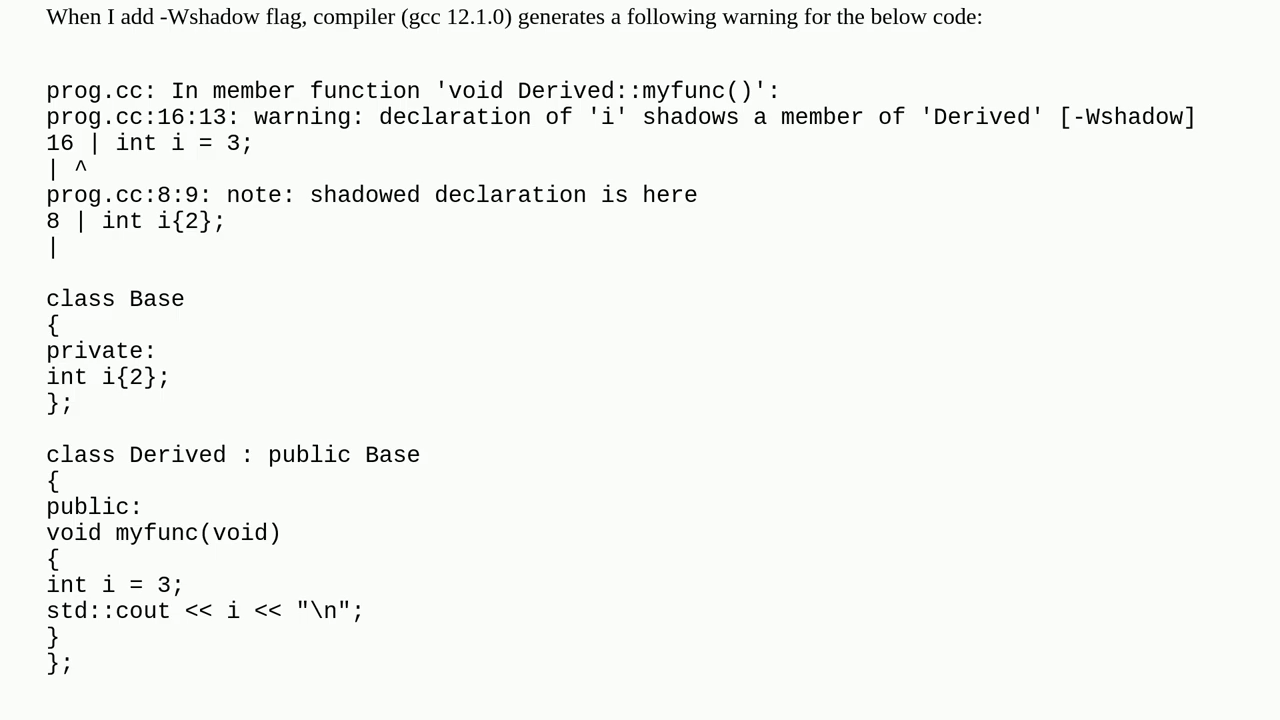 When I add -Wshadow flag, compiler (gcc 12.1.0) generates a following warning for the below code:
prog.cc: In member function 'void Derived::myfunc()':
prog.cc:16:13: warning: declaration of 'i' shadows a member of 'Derived' [-Wshadow]
16 | int i = 3;
| ^
prog.cc:8:9: note: shadowed declaration is here
8 | int i{2};
|
class Base
{
private:
int i{2};
};
class Derived : public Base
{
public:
void myfunc(void)
{
int i = 3;
std::cout << i << "\n";
}
};